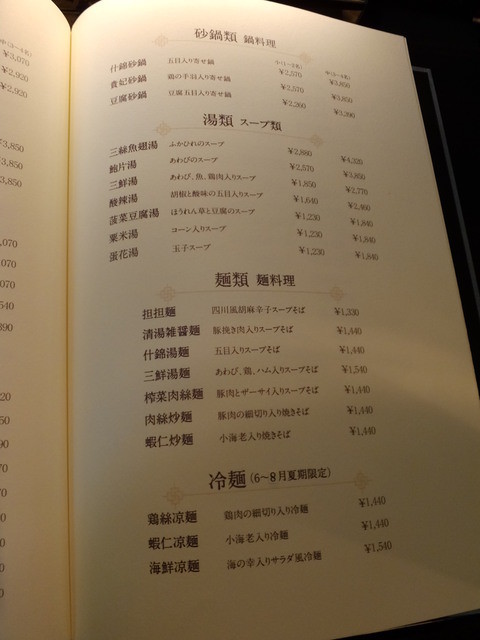 砂鍋類 鍋料理
小(1~2名) 中(3~4名)
什錦砂鍋 五目入り寄せ鍋 ¥2,570 ¥3,850
貴妃砂鍋 鶏の手羽入り寄せ鍋 ¥2,570 ¥3,850
豆腐砂鍋 豆腐五目入り寄せ鍋 ¥2,260 ¥3,390
湯類 スープ類
三絲魚翅湯 ふかひれのスープ ¥2,880 ¥4,320
鮑片湯 あわびのスープ ¥2,570 ¥3,850
三鮮湯 あわび、魚、鶏肉入りスープ ¥1,850 ¥2,770
酸辣湯 胡椒と酸味の五目入りスープ ¥1,640 ¥2,460
菠菜豆腐湯 ほうれん草と豆腐のスープ ¥1,230 ¥1,840
粟米湯 コーン入りスープ ¥1,230 ¥1,840
蛋花湯 玉子スープ ¥1,230 ¥1,840
麺類 麺料理
担担麺 四川風胡麻辛子スープそば ¥1,330
清湯雑醤麺 豚挽き肉入りスープそば ¥1,440
什錦湯麺 五目入りスープそば ¥1,440
三鮮湯麺 あわび、鶏、ハム入りスープそば ¥1,540
榨菜肉絲麺 豚肉とザーサイ入りスープそば ¥1,440
肉絲炒麺 豚肉の細切り入り焼きそば ¥1,440
蝦仁炒麺 小海老入り焼きそば ¥1,440
冷麺 (6~8月夏期限定)
鶏絲凉麺 鶏肉の細切り入り冷麺 ¥1,440
蝦仁凉麺 小海老入り冷麺 ¥1,440
海鮮凉麺 海の幸入りサラダ風冷麺 ¥1,540